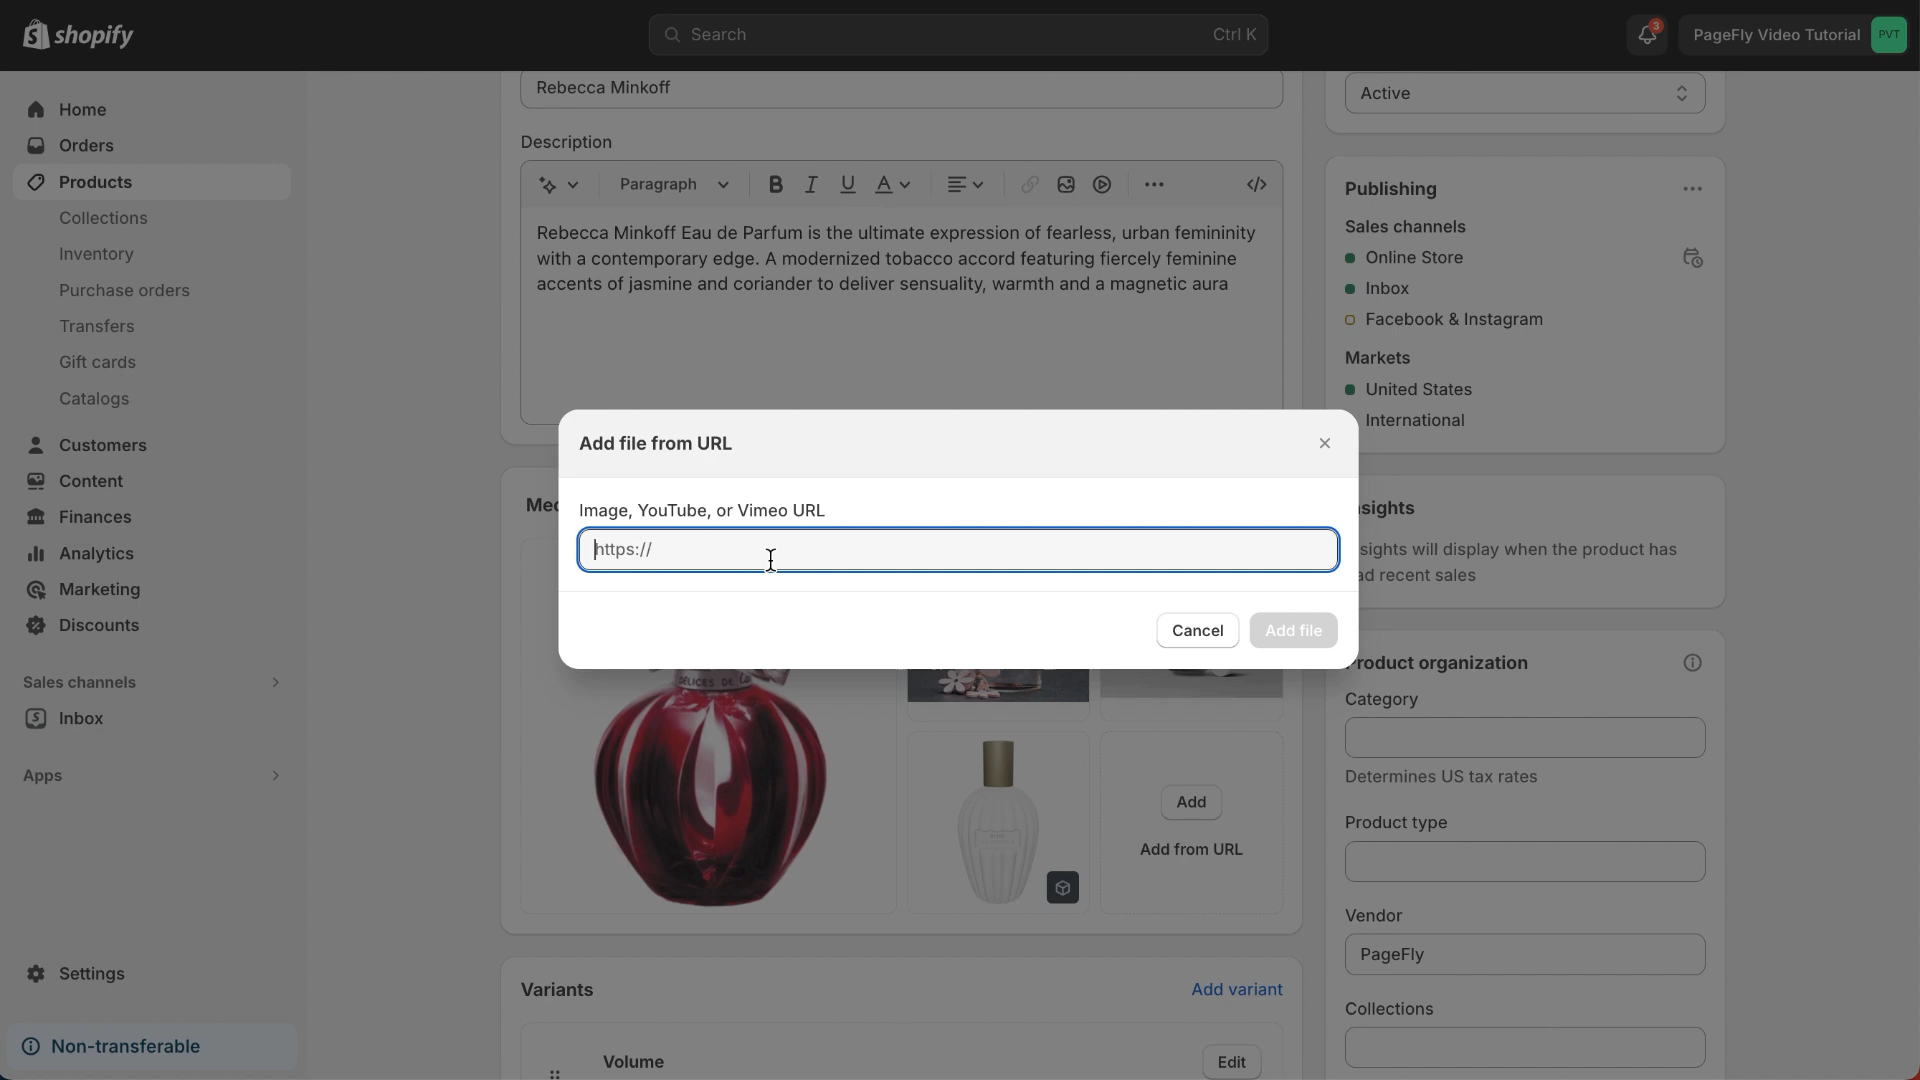 shopify
Search
Ctrl K
3
PageFly Video Tutorial
PVT
Home
Orders
Products
Collections
Inventory
Purchase orders
Transfers
Gift cards
Catalogs
Customers
Content
Finances
Analytics
Marketing
Discounts
Sales channels
Inbox
Apps
Settings
Non-transferable
Rebecca Minkoff
Description
Paragraph
B I U A
Rebecca Minkoff Eau de Parfum is the ultimate expression of fearless, urban femininity
with a contemporary edge. A modernized tobacco accord featuring fiercely feminine
accents of jasmine and coriander to deliver sensuality, warmth and a magnetic aura
Med
Add file from URL
Image, YouTube, or Vimeo URL
https://
Cancel
Add file
DELICES DE
Add
Add from URL
Variants
Add variant
Volume
Edit
Active
Publishing
Sales channels
Online Store
Inbox
Facebook & Instagram
Markets
United States
International
nsights
sights will display when the product has
ad recent sales
Product organization
Category
Determines US tax rates
Product type
Vendor
PageFly
Collections